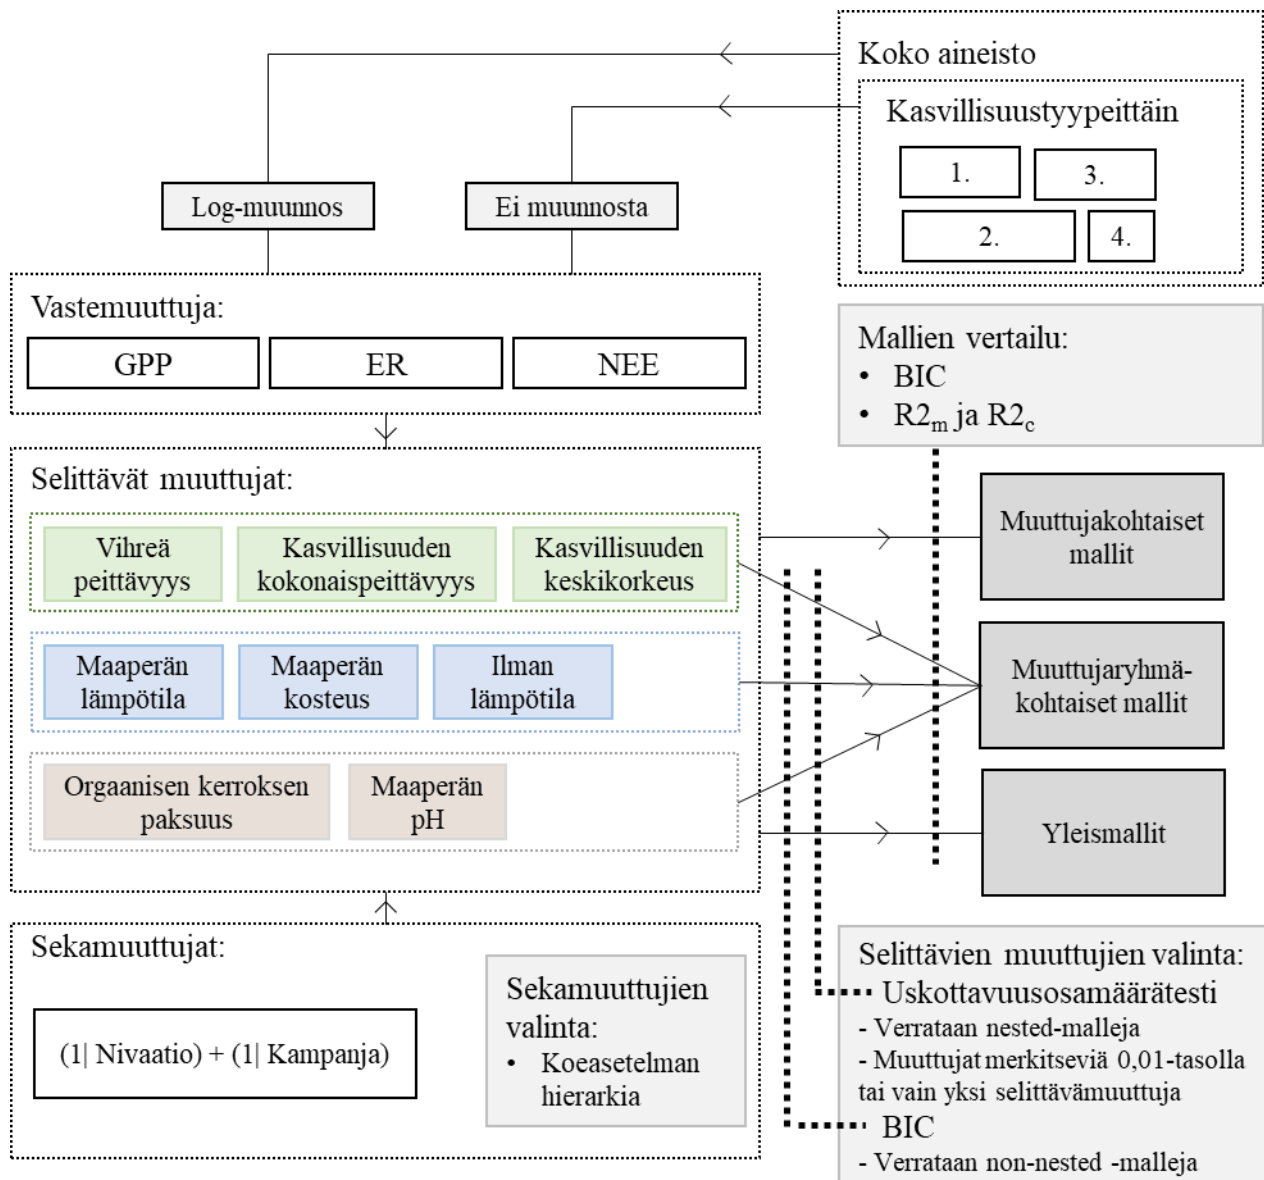 Koko aineisto
Kasvillisuustyypeittäin
1.
3.
2.
4.
Log-muunnos
Ei muunnosta
Vastemuuttuja:
GPP
ER
NEE
Mallien vertailu:
• BIC
• R2m ja R2c
Selittävät muuttujat:
Vihreä
peittävyys
Kasvillisuuden
kokonaispeittävyys
Kasvillisuuden
keskikorkeus
Maaperän
lämpötila
Maaperän
kosteus
Ilman
lämpötila
Orgaanisen kerroksen
paksuus
Maaperän
pH
Muuttujakohtaiset
mallit
Muuttujaryhmä-
kohtaiset mallit
Yleismallit
Sekamuuttujat:
(1| Nivaatio) + (1| Kampanja)
Sekamuuttujien
valinta:
• Koeasetelman
hierarkia
Selittävien muuttujien valinta:
Uskottavuusosamäärätesti
- Verrataan nested-malleja
- Muuttujat merkitseviä 0,01-tasolla
tai vain yksi selittävämuuttuja
BIC
- Verrataan non-nested -malleja